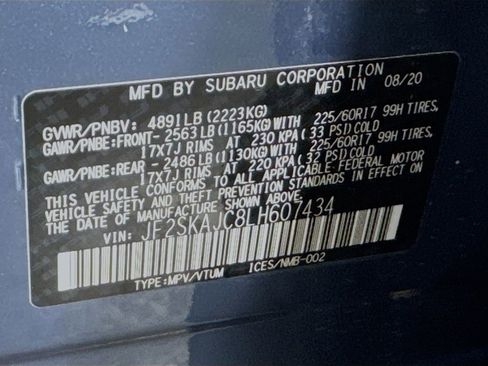 MFD BY SUBARU CORPORATION
MFD IN 08/20
GVWR/PNBV: 4891LB (2223KG)
GAWR/PNBE:FRONT- 2563LB (1165KG) WITH 225/60R17 99H TIRES,
17X7J RIMS AT 230 KPA (33 PSI) COLD
GAWR/PNBE:REAR - 2486LB (1130KG) WITH 225/60R17 99H TIRES,
17X7J RIMS AT 220 KPA (32 PSI) COLD
THIS VEHICLE CONFORMS TO ALL APPLICABLE FEDERAL MOTOR
VEHICLE SAFETY AND THEFT PREVENTION STANDARDS IN EFFECT ON
THE DATE OF MANUFACTURE SHOWN ABOVE.
VIN: JF2SKAJC8LH607434
TYPE:MPV/VTUM ICES/NMB-002